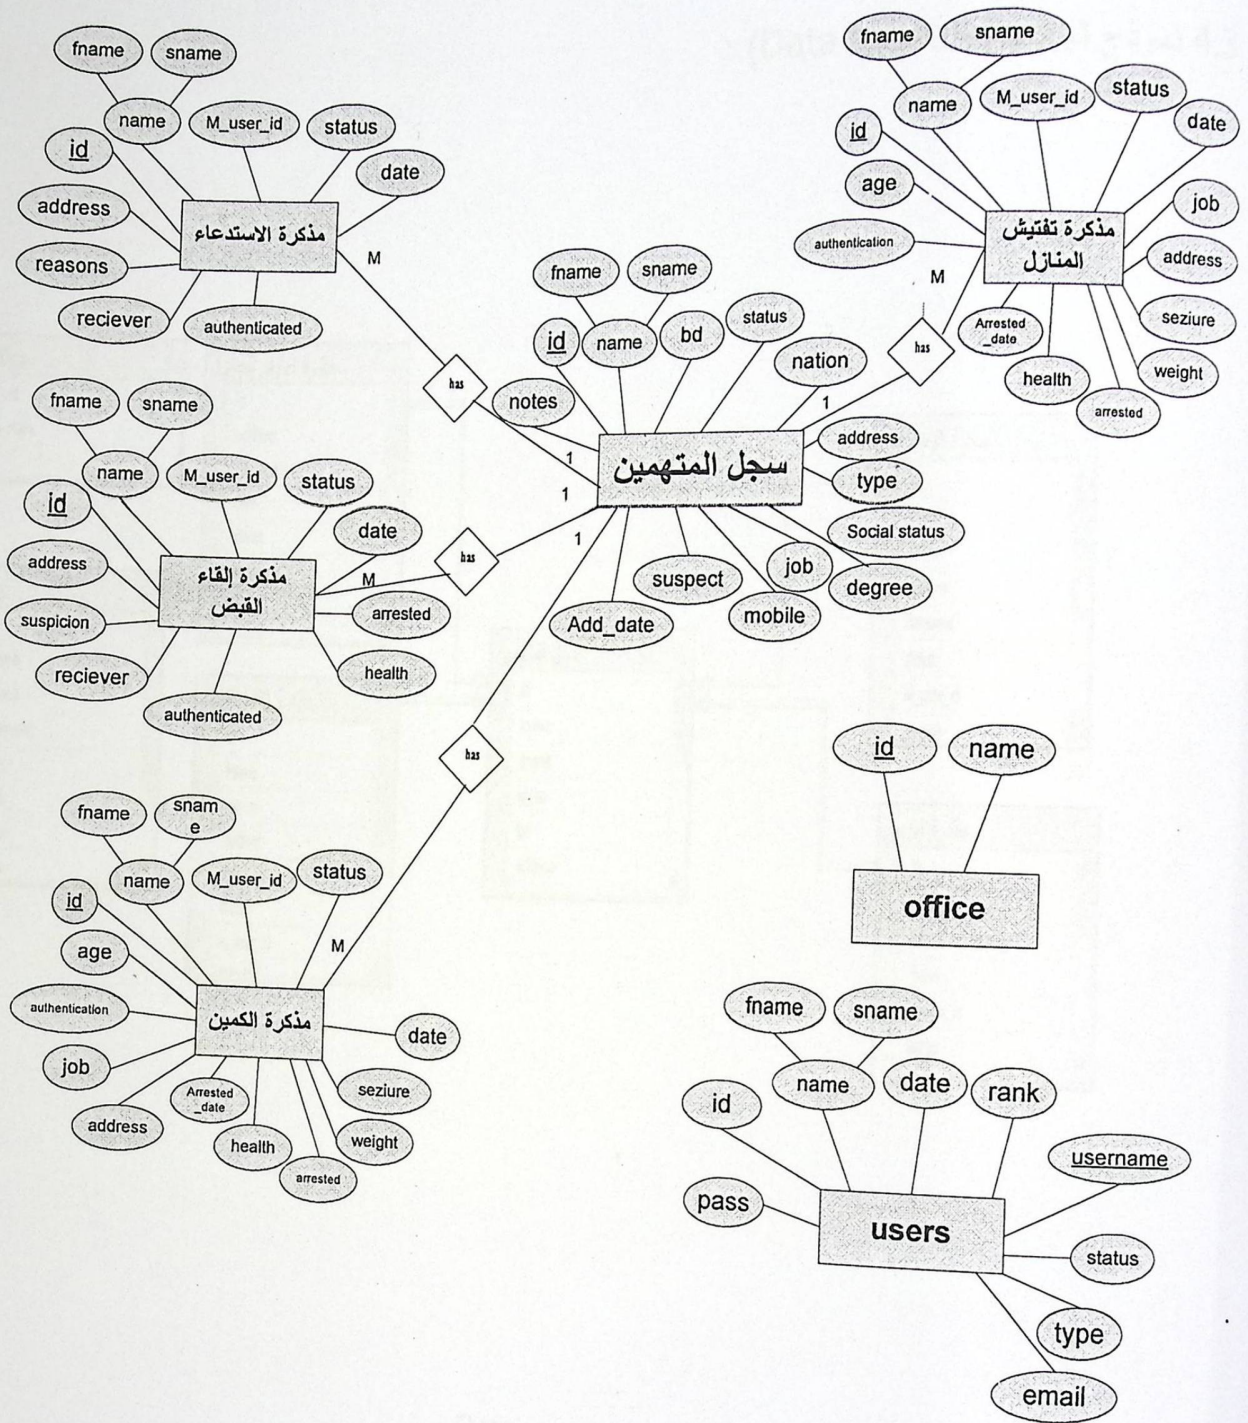 fname
sname
name
M_user_id
status
id
date
address
مذكرة الاستدعاء
reasons
reciever
authenticated
M
has
1
fname
sname
name
M_user_id
status
id
date
age
job
authentication
مذكرة تفتيش
المنازل
address
M
seziure
Arrested
_date
health
weight
arrested
has
1
fname
sname
id
name
bd
status
nation
notes
address
سجل المتهمين
type
Social status
suspect
job
degree
Add_date
mobile
1
1
fname
sname
name
M_user_id
status
id
date
address
مذكرة إلقاء
القبض
M
has
arrested
suspicion
reciever
health
authenticated
has
fname
snam
e
name
M_user_id
status
id
age
M
authentication
مذكرة الكمين
date
job
Arrested
_date
seziure
address
health
weight
arrested
id
name
office
fname
sname
name
date
rank
id
username
pass
users
status
type
email